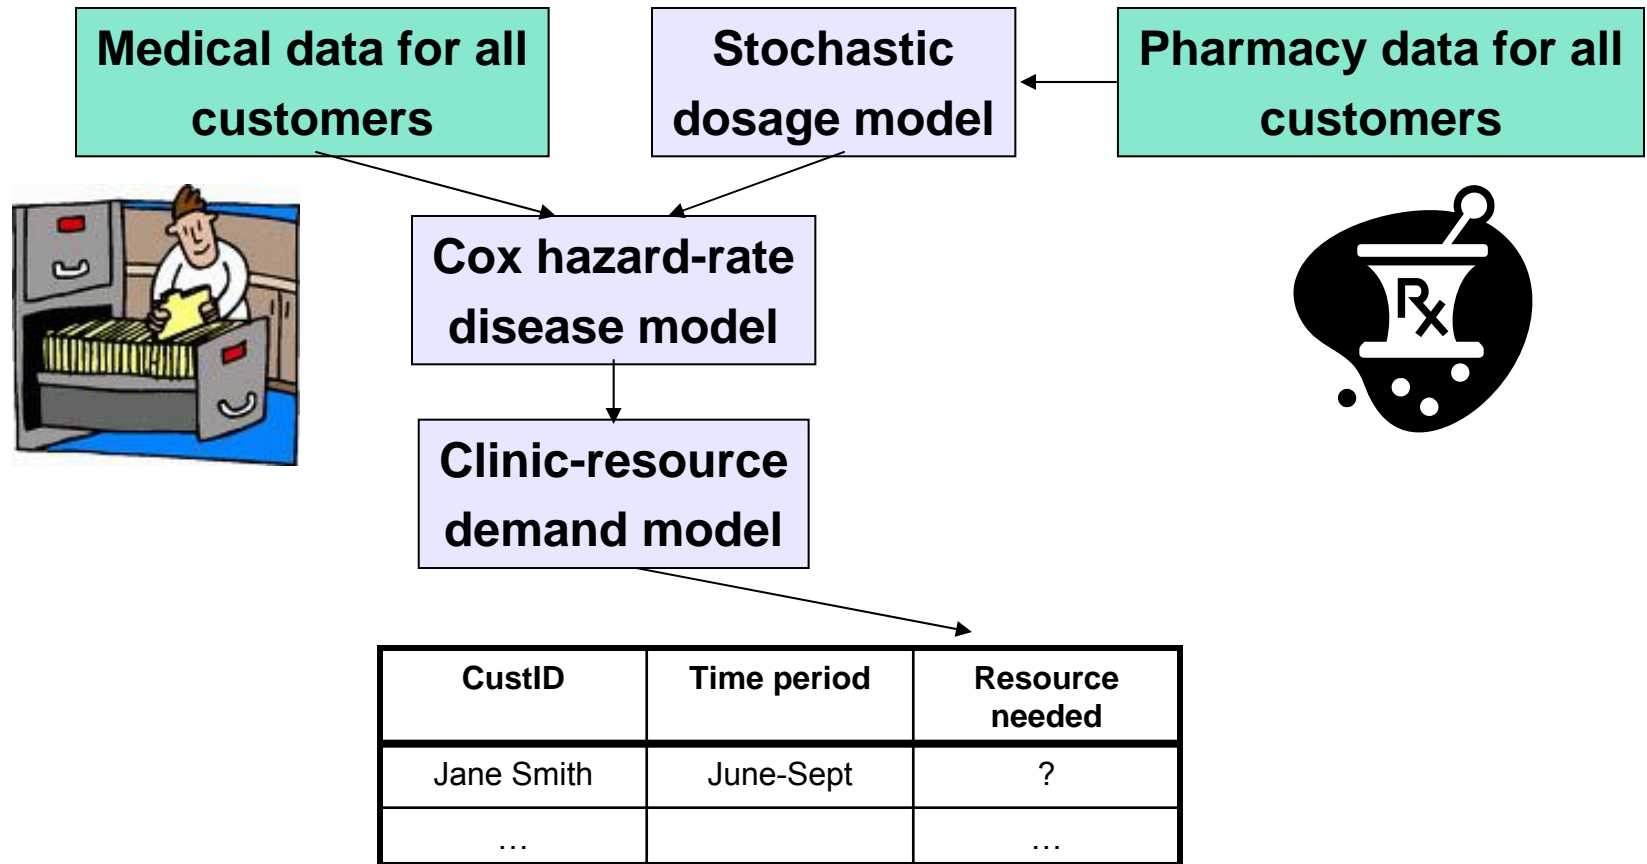 Medical data for all
customers
Stochastic
dosage model
Pharmacy data for all
customers
Cox hazard-rate
disease model
Rx
Clinic-resource
demand model
CustID
Time period
Resource
needed
Jane Smith
June-Sept
?
…
…